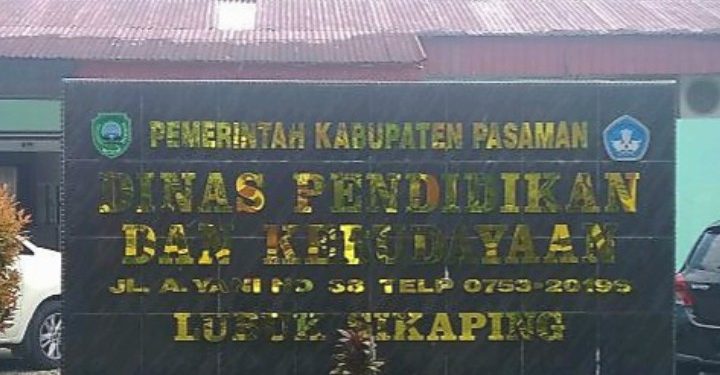 PEMERINTAH KABUPATEN PASAMAN
DINAS PENDIDIKAN
DAN KEBUDAYAAN
JL. A. YANI NO 38 TELP 0753-20195
LUBUK SIKAPING